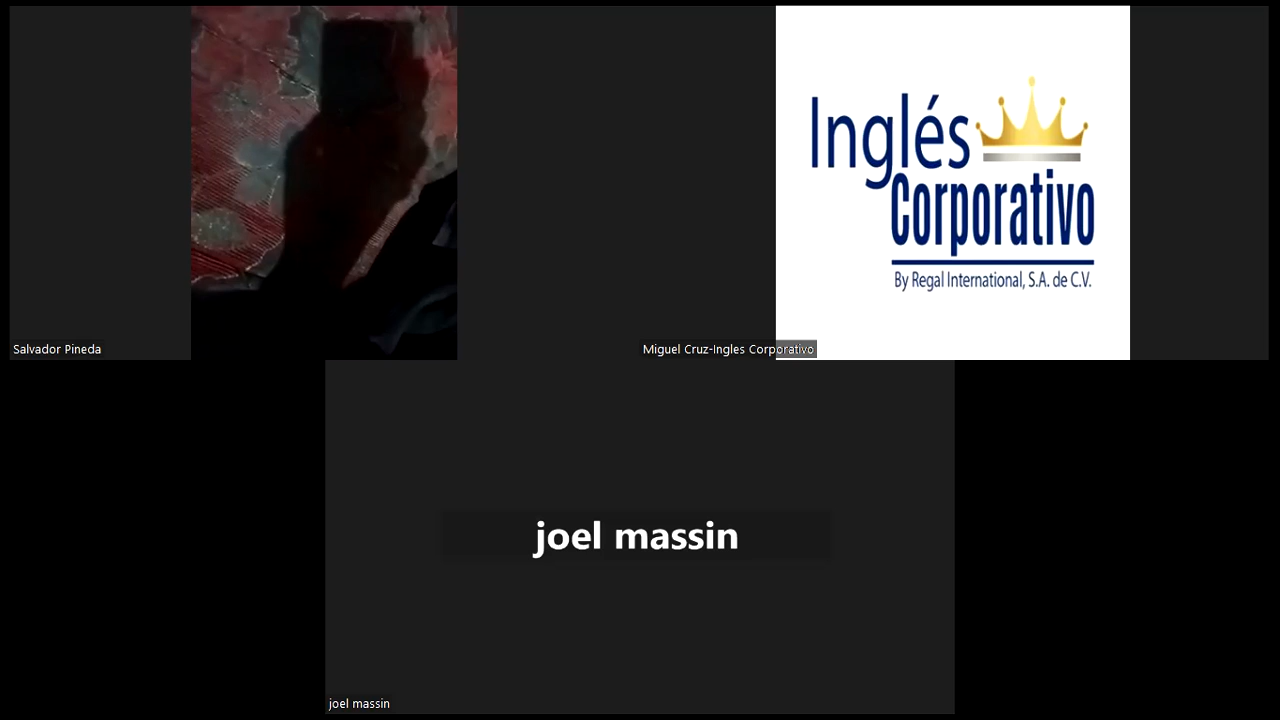 Inglés
Corporativo
By Regal International, S.A. de C.V.
Salvador Pineda
Miguel Cruz-Ingles Corporativo
joel massin
joel massin